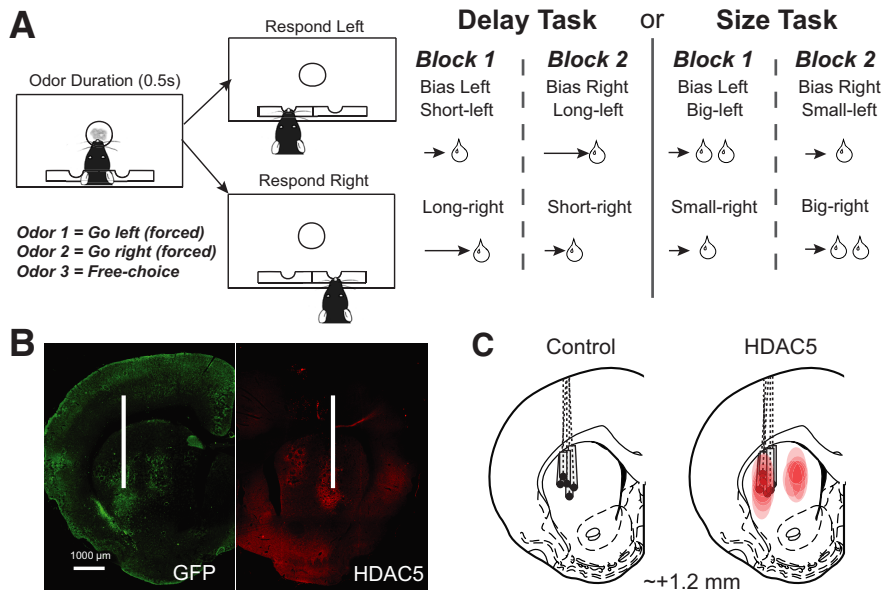 A
Odor Duration (0.5s)
Respond Left
Respond Right
Odor 1 = Go left (forced)
Odor 2 = Go right (forced)
Odor 3 = Free-choice
Delay Task or Size Task
Block 1
Block 2
Block 1
Block 2
Bias Left
Short-left
Bias Right
Long-left
Bias Left
Big-left
Bias Right
Small-left
Long-right
Short-right
Small-right
Big-right
B
1000 µm
GFP
HDAC5
C
Control
HDAC5
~+1.2 mm